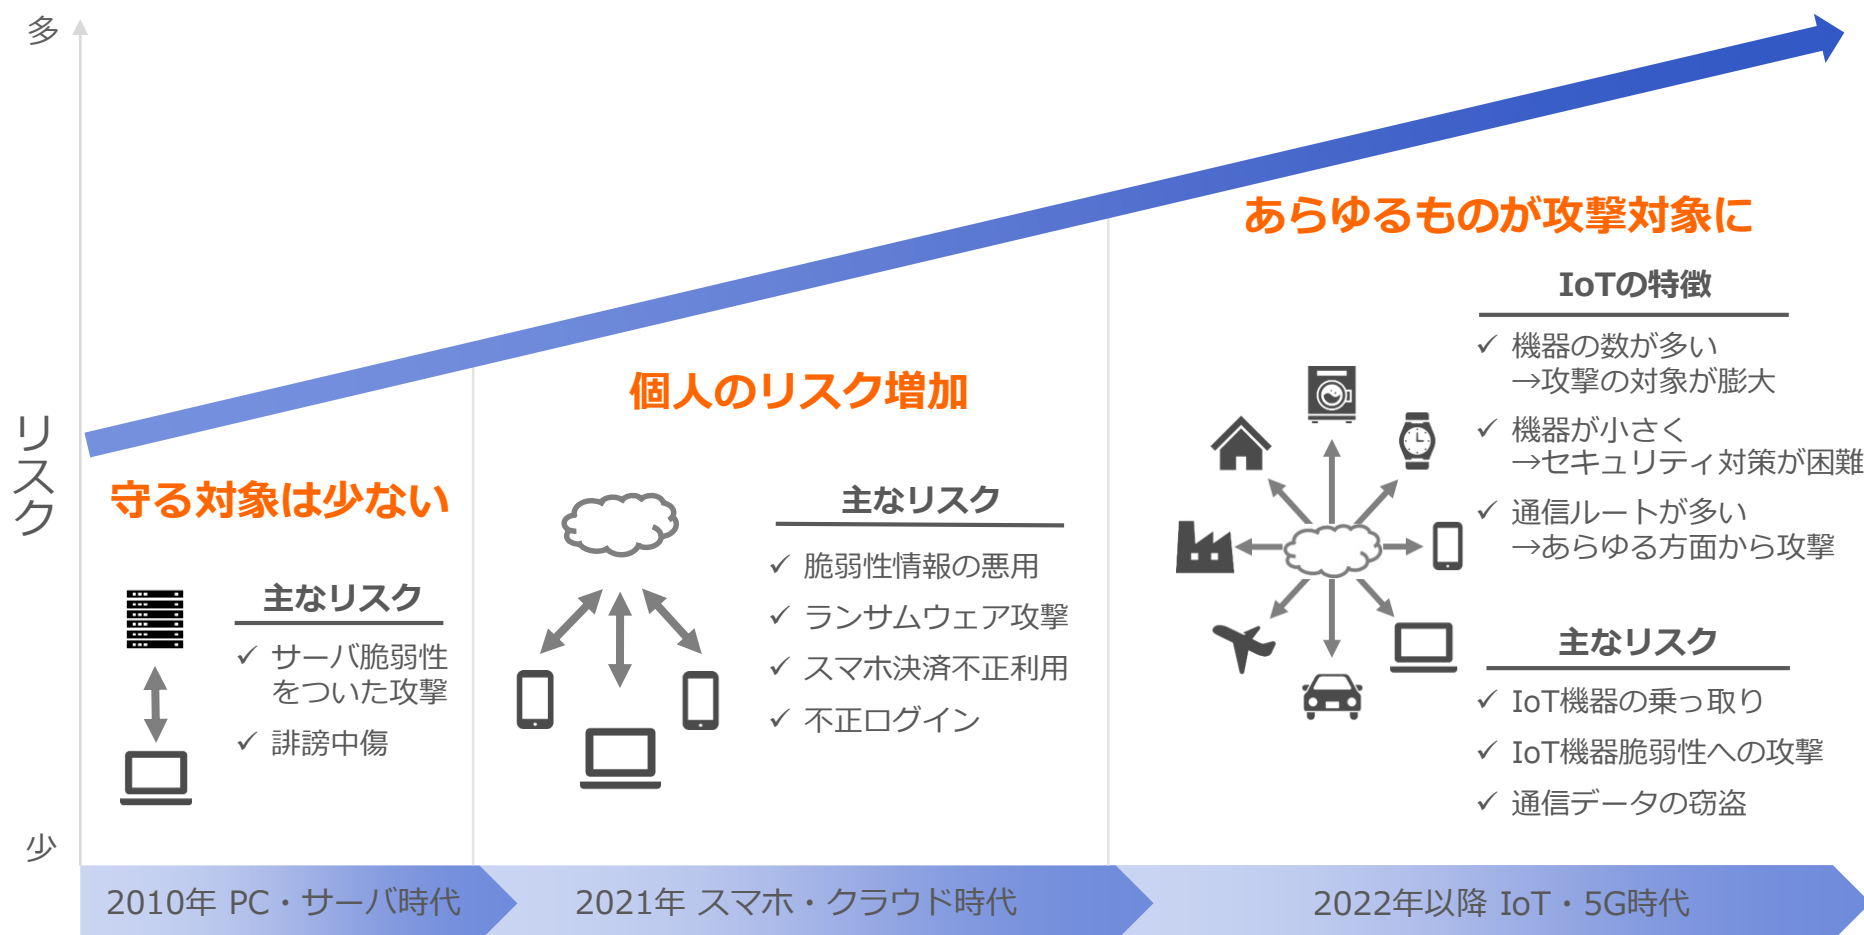 多
リスク
少
守る対象は少ない
主なリスク
✓ サーバ脆弱性
をついた攻撃
✓ 誹謗中傷
個人のリスク増加
主なリスク
✓ 脆弱性情報の悪用
✓ ランサムウェア攻撃
✓ スマホ決済不正利用
✓ 不正ログイン
あらゆるものが攻撃対象に
IoTの特徴
✓ 機器の数が多い
→攻撃の対象が膨大
✓ 機器が小さく
→セキュリティ対策が困難
✓ 通信ルートが多い
→あらゆる方面から攻撃
主なリスク
✓ IoT機器の乗っ取り
✓ IoT機器脆弱性への攻撃
✓ 通信データの窃盗
2010年 PC・サーバ時代
2021年 スマホ・クラウド時代
2022年以降 IoT・5G時代